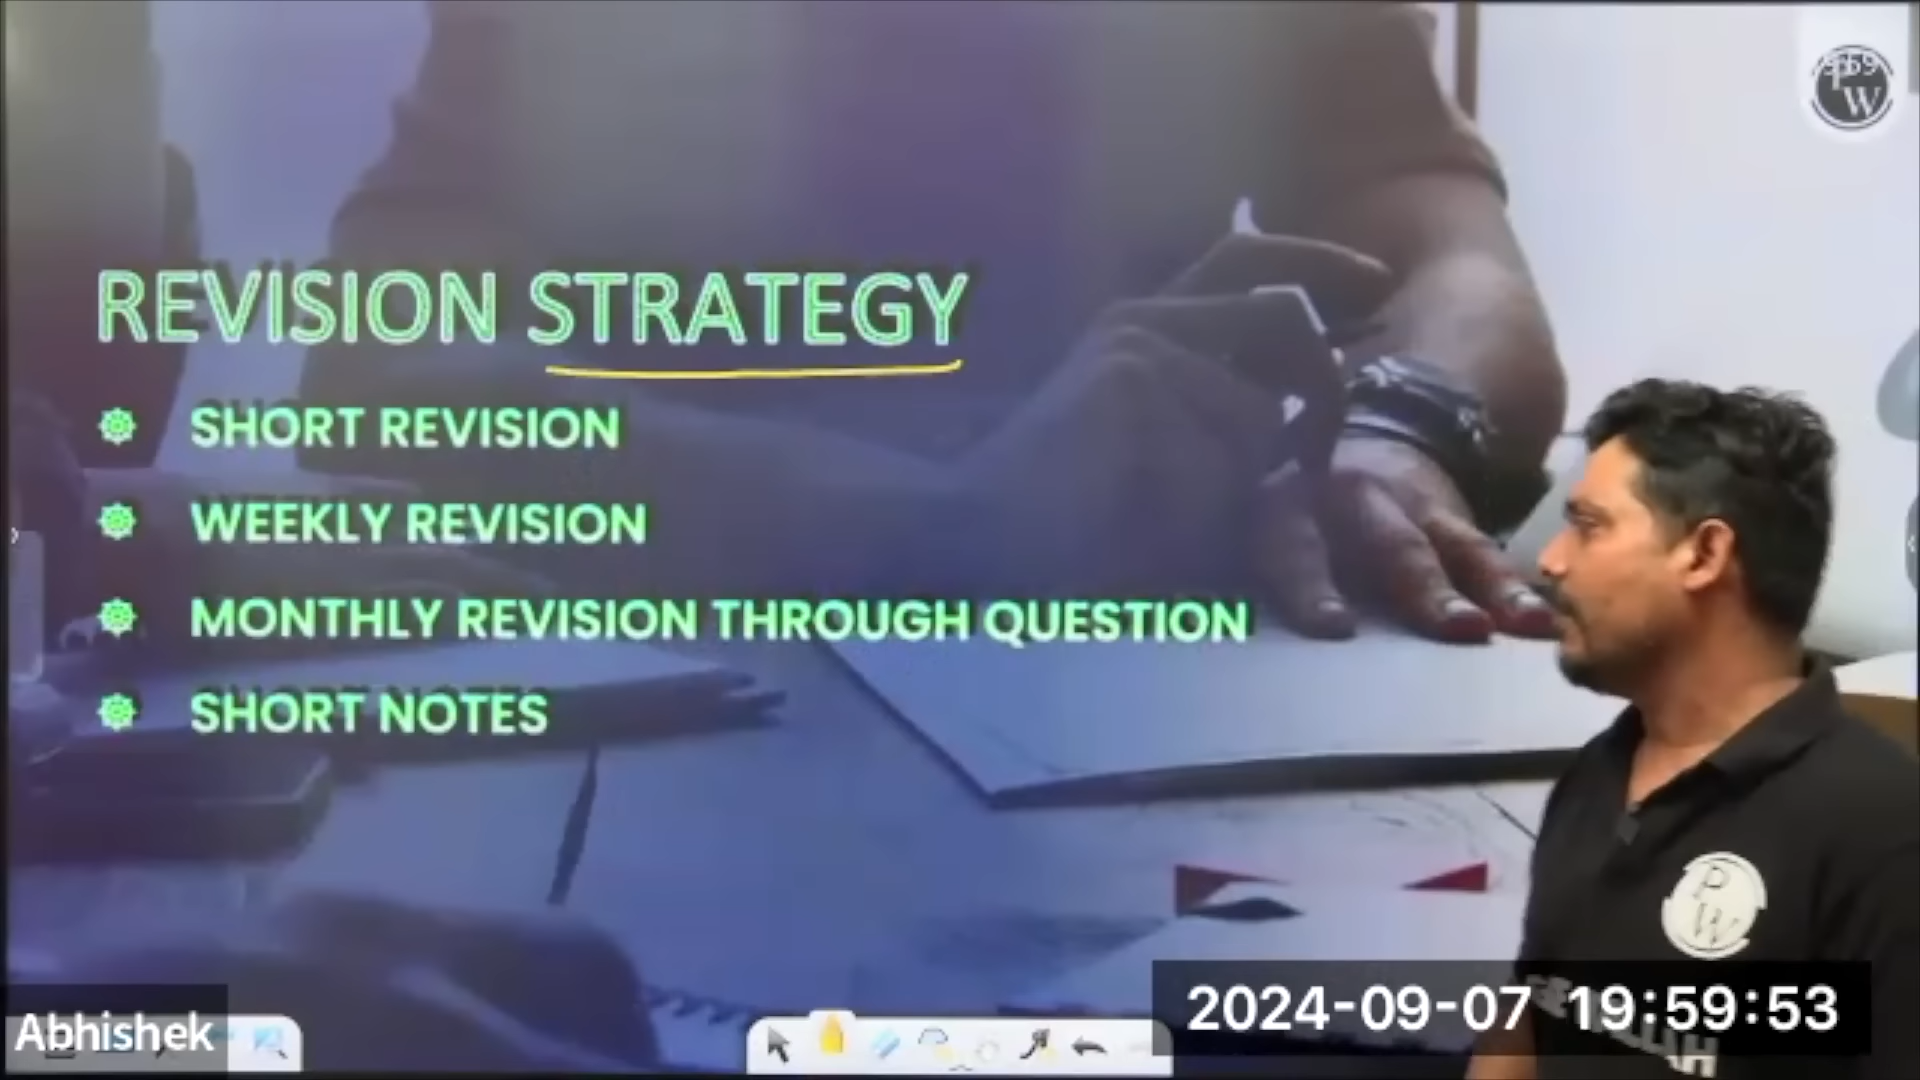 P
W
REVISION STRATEGY
SHORT REVISION
WEEKLY REVISION
MONTHLY REVISION THROUGH QUESTION
SHORT NOTES
P
W
Abhishek
2024-09-07 19:59:53